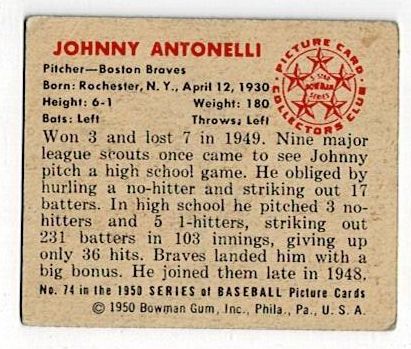 JOHNNY ANTONELLI
Pitcher—Boston Braves
Born: Rochester, N.Y., April 12, 1930
Height: 6-1 Weight: 180
Bats: Left Throws: Left
PICTURE CARD
COLLECTORS CLUB
5 STAR
BOWMAN
SERIES
Won 3 and lost 7 in 1949. Nine major
league scouts once came to see Johnny
pitch a high school game. He obliged by
hurling a no-hitter and striking out 17
batters. In high school he pitched 3 no-
hitters and 5 1-hitters, striking out
231 batters in 103 innings, giving up
only 36 hits. Braves landed him with a
big bonus. He joined them late in 1948.
No. 74 in the 1950 SERIES of BASEBALL Picture Cards
©1950 Bowman Gum, Inc., Phila., Pa., U. S. A.